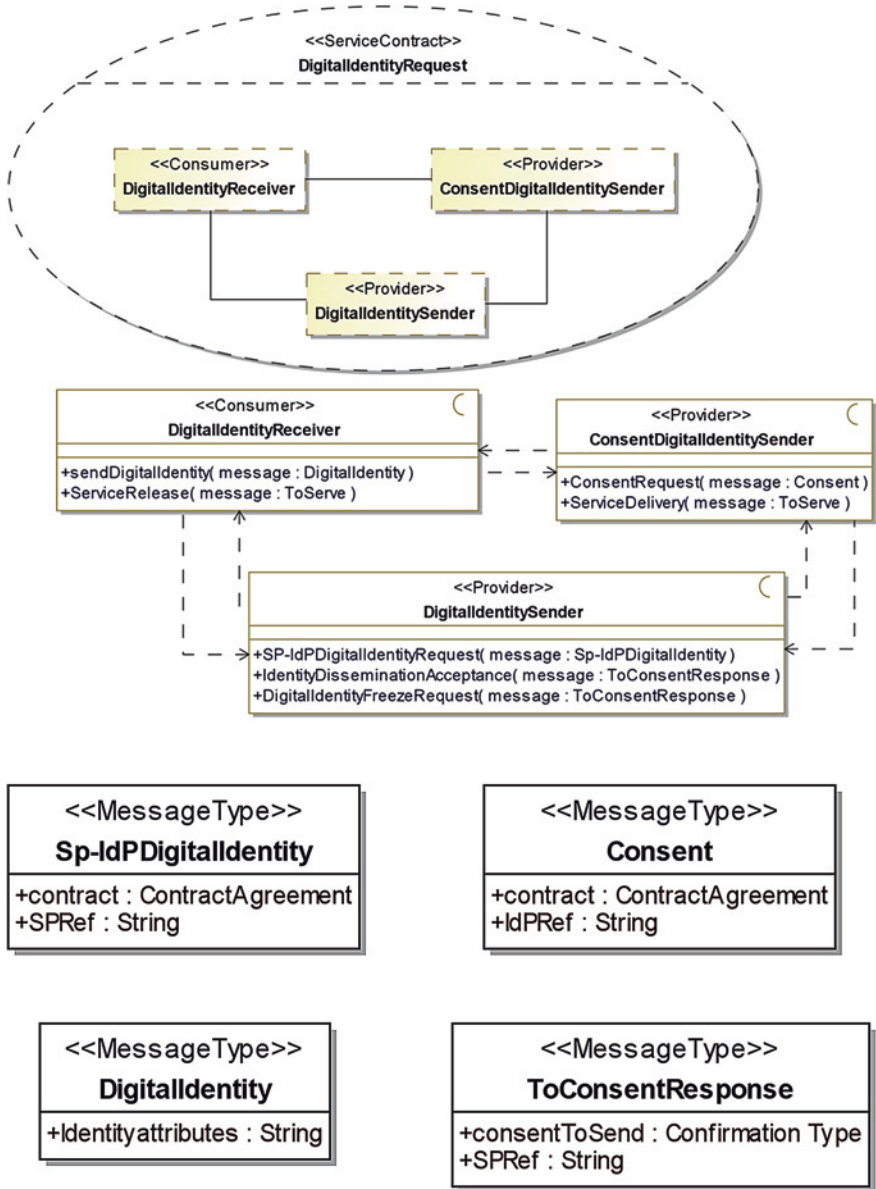 <<ServiceContract>>
DigitalIdentityRequest
<<Consumer>>
DigitalIdentityReceiver
<<Provider>>
ConsentDigitalIdentitySender
<<Provider>>
DigitalIdentitySender
<<Consumer>>
DigitalIdentityReceiver
+sendDigitalIdentity( message : DigitalIdentity)
+ServiceRelease( message : ToServe )
<<Provider>>
ConsentDigitalIdentitySender
+ConsentRequest( message : Consent )
+ServiceDelivery( message : ToServe )
<<Provider>>
DigitalIdentitySender
+SP-IdPDigitalIdentityRequest( message : Sp-IdPDigitalIdentity )
+IdentityDisseminationAcceptance( message : ToConsentResponse )
+DigitalIdentityFreezeRequest( message : ToConsentResponse )
<<MessageType>>
Sp-IdPDigitalIdentity
+contract : ContractAgreement
+SPRef : String
<<MessageType>>
Consent
+contract : ContractAgreement
+IdPRef : String
<<MessageType>>
DigitalIdentity
+Identityattributes : String
<<MessageType>>
ToConsentResponse
+consentToSend : Confirmation Type
+SPRef : String